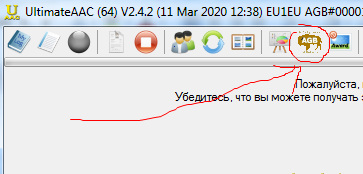 UltimateAAC (64) V2.4.2 (11 Mar 2020 12:38) EU1EU AGB#0000
AAC
AGB
Award
Пожалуйста,
Убедитесь, что вы можете получать